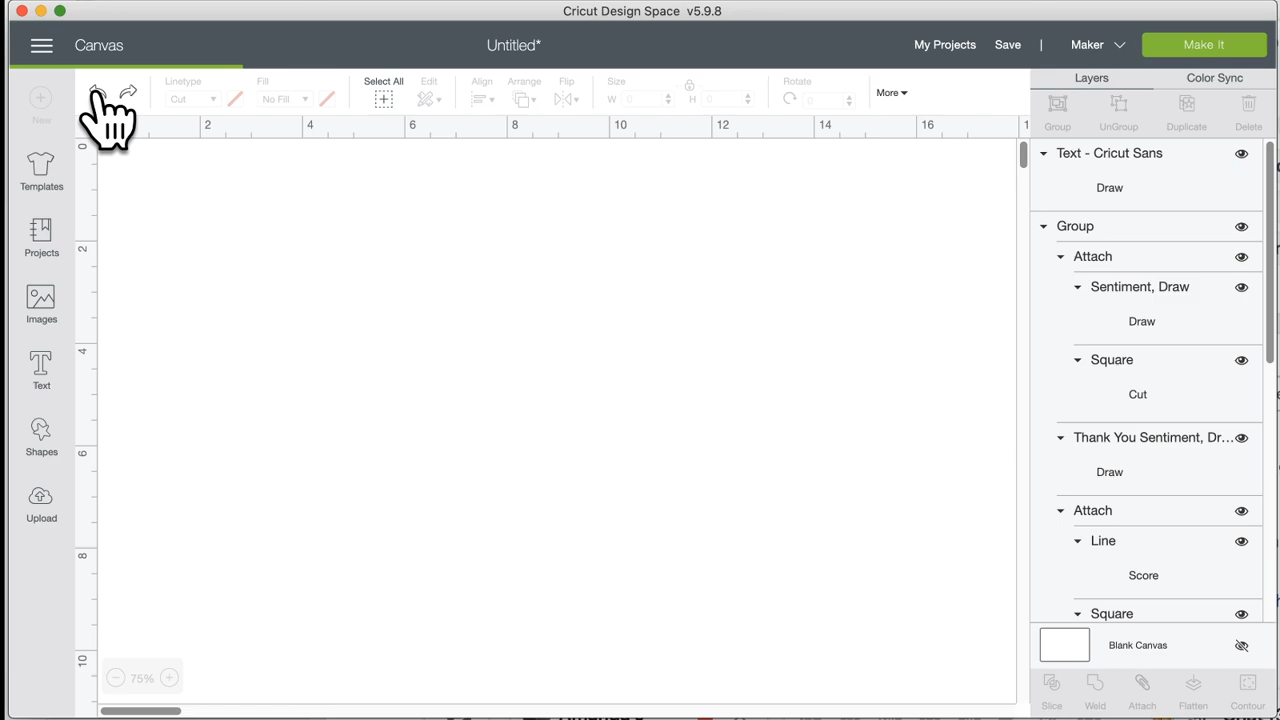 Cricut Design Space v5.9.8
Canvas
Untitled*
My Projects
Save
|
Maker
Make It
New
Templates
Projects
Images
Text
Shapes
Upload
Linetype
Cut
Fill
No Fill
Select All
Edit
Align
Arrange
Flip
Size
W 0
H 0
Rotate
0
More
2 4 6 8 10 12 14 16 1
0
2
4
6
8
10
75%
Layers
Color Sync
Group
UnGroup
Duplicate
Delete
Text - Cricut Sans
Draw
Group
Attach
Sentiment, Draw
Draw
Square
Cut
Thank You Sentiment, Dr...
Draw
Attach
Line
Score
Square
Blank Canvas
Slice
Weld
Attach
Flatten
Contour